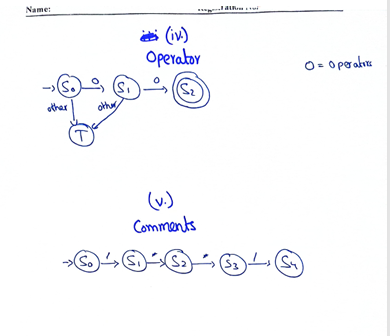 Name:
(iv.)
Operator
O = Operators
S0 O S1 O S2
other other
T
(v.)
Comments
S0 / S1 * S2 * S3 / S4